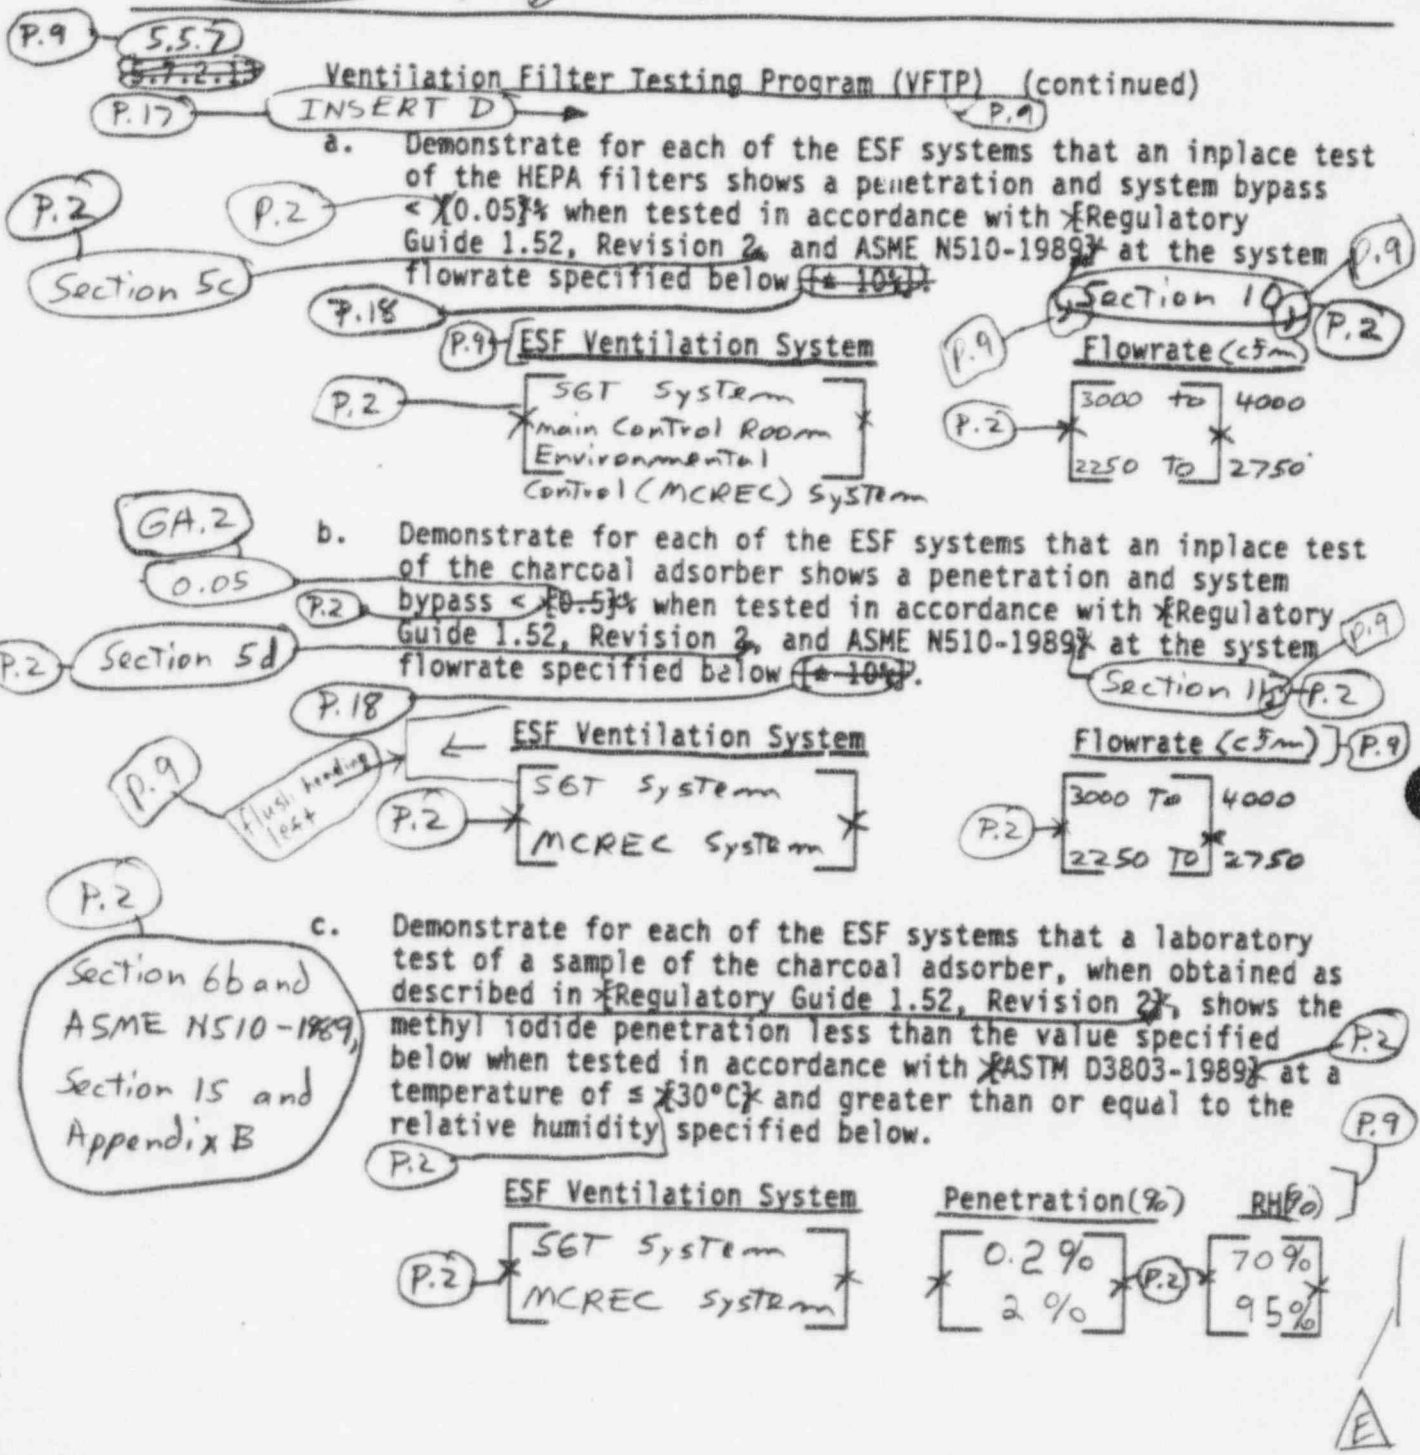 P.9 5.5.7
5.7.2.13 Ventilation Filter Testing Program (VFTP) (continued)
P.17 INSERT D P.9
a. Demonstrate for each of the ESF systems that an inplace test
of the HEPA filters shows a penetration and system bypass
P.2 P.2 < [0.05]% when tested in accordance with [Regulatory
Guide 1.52, Revision 2, and ASME N510-1989] at the system P.9
Section 5c flowrate specified below [± 10%].
P.18 , Section 10 , P.2
P.9 ESF Ventilation System P.9 Flowrate (cfm)
P.2 [SGT System P.2 [3000 to] 4000
Main Control Room
Environmental [2250 To] 2750
Control (MCREC) System
GA.2
b. Demonstrate for each of the ESF systems that an inplace test
0.05 of the charcoal adsorber shows a penetration and system
P.2 bypass < [0.5]% when tested in accordance with [Regulatory P.9
P.2 Section 5d Guide 1.52, Revision 2, and ASME N510-1989] at the system
flowrate specified below [± 10%].
P.18 Section 11, P.2
ESF Ventilation System Flowrate (cfm) P.9
P.9 flush heading left
P.2 [SGT System P.2 [3000 To] 4000
MCREC System] [2250 To] 2750
P.2
c. Demonstrate for each of the ESF systems that a laboratory
test of a sample of the charcoal adsorber, when obtained as
described in [Regulatory Guide 1.52, Revision 2], shows the
methyl iodide penetration less than the value specified P.2
below when tested in accordance with [ASTM D3803-1989] at a
temperature of ≤ [30°C] and greater than or equal to the
relative humidity specified below. P.9
Section 6b and
ASME N510-1989,
Section 15 and
Appendix B
P.2
ESF Ventilation System Penetration(%) RH(%)
P.2 [SGT System [0.2% P.2 [70%
MCREC System] 2%] 95%]
E